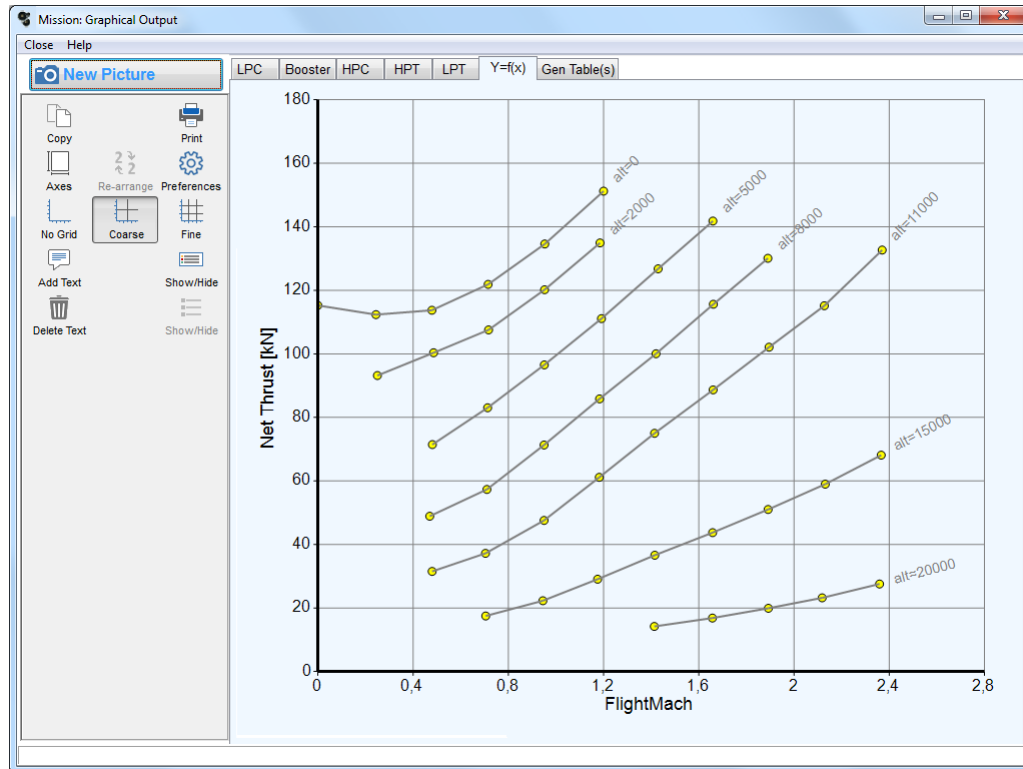 Mission: Graphical Output
Close Help
New Picture
LPC Booster HPC HPT LPT Y=f(x) Gen Table(s)
Copy Print
Axes Re-arrange Preferences
No Grid Coarse Fine
Add Text Show/Hide
Delete Text Show/Hide
Net Thrust [kN]
180
160
140
120
100
80
60
40
20
0
alt=0
alt=2000
alt=5000
alt=8000
alt=11000
alt=15000
alt=20000
0 0,4 0,8 1,2 1,6 2 2,4 2,8
FlightMach